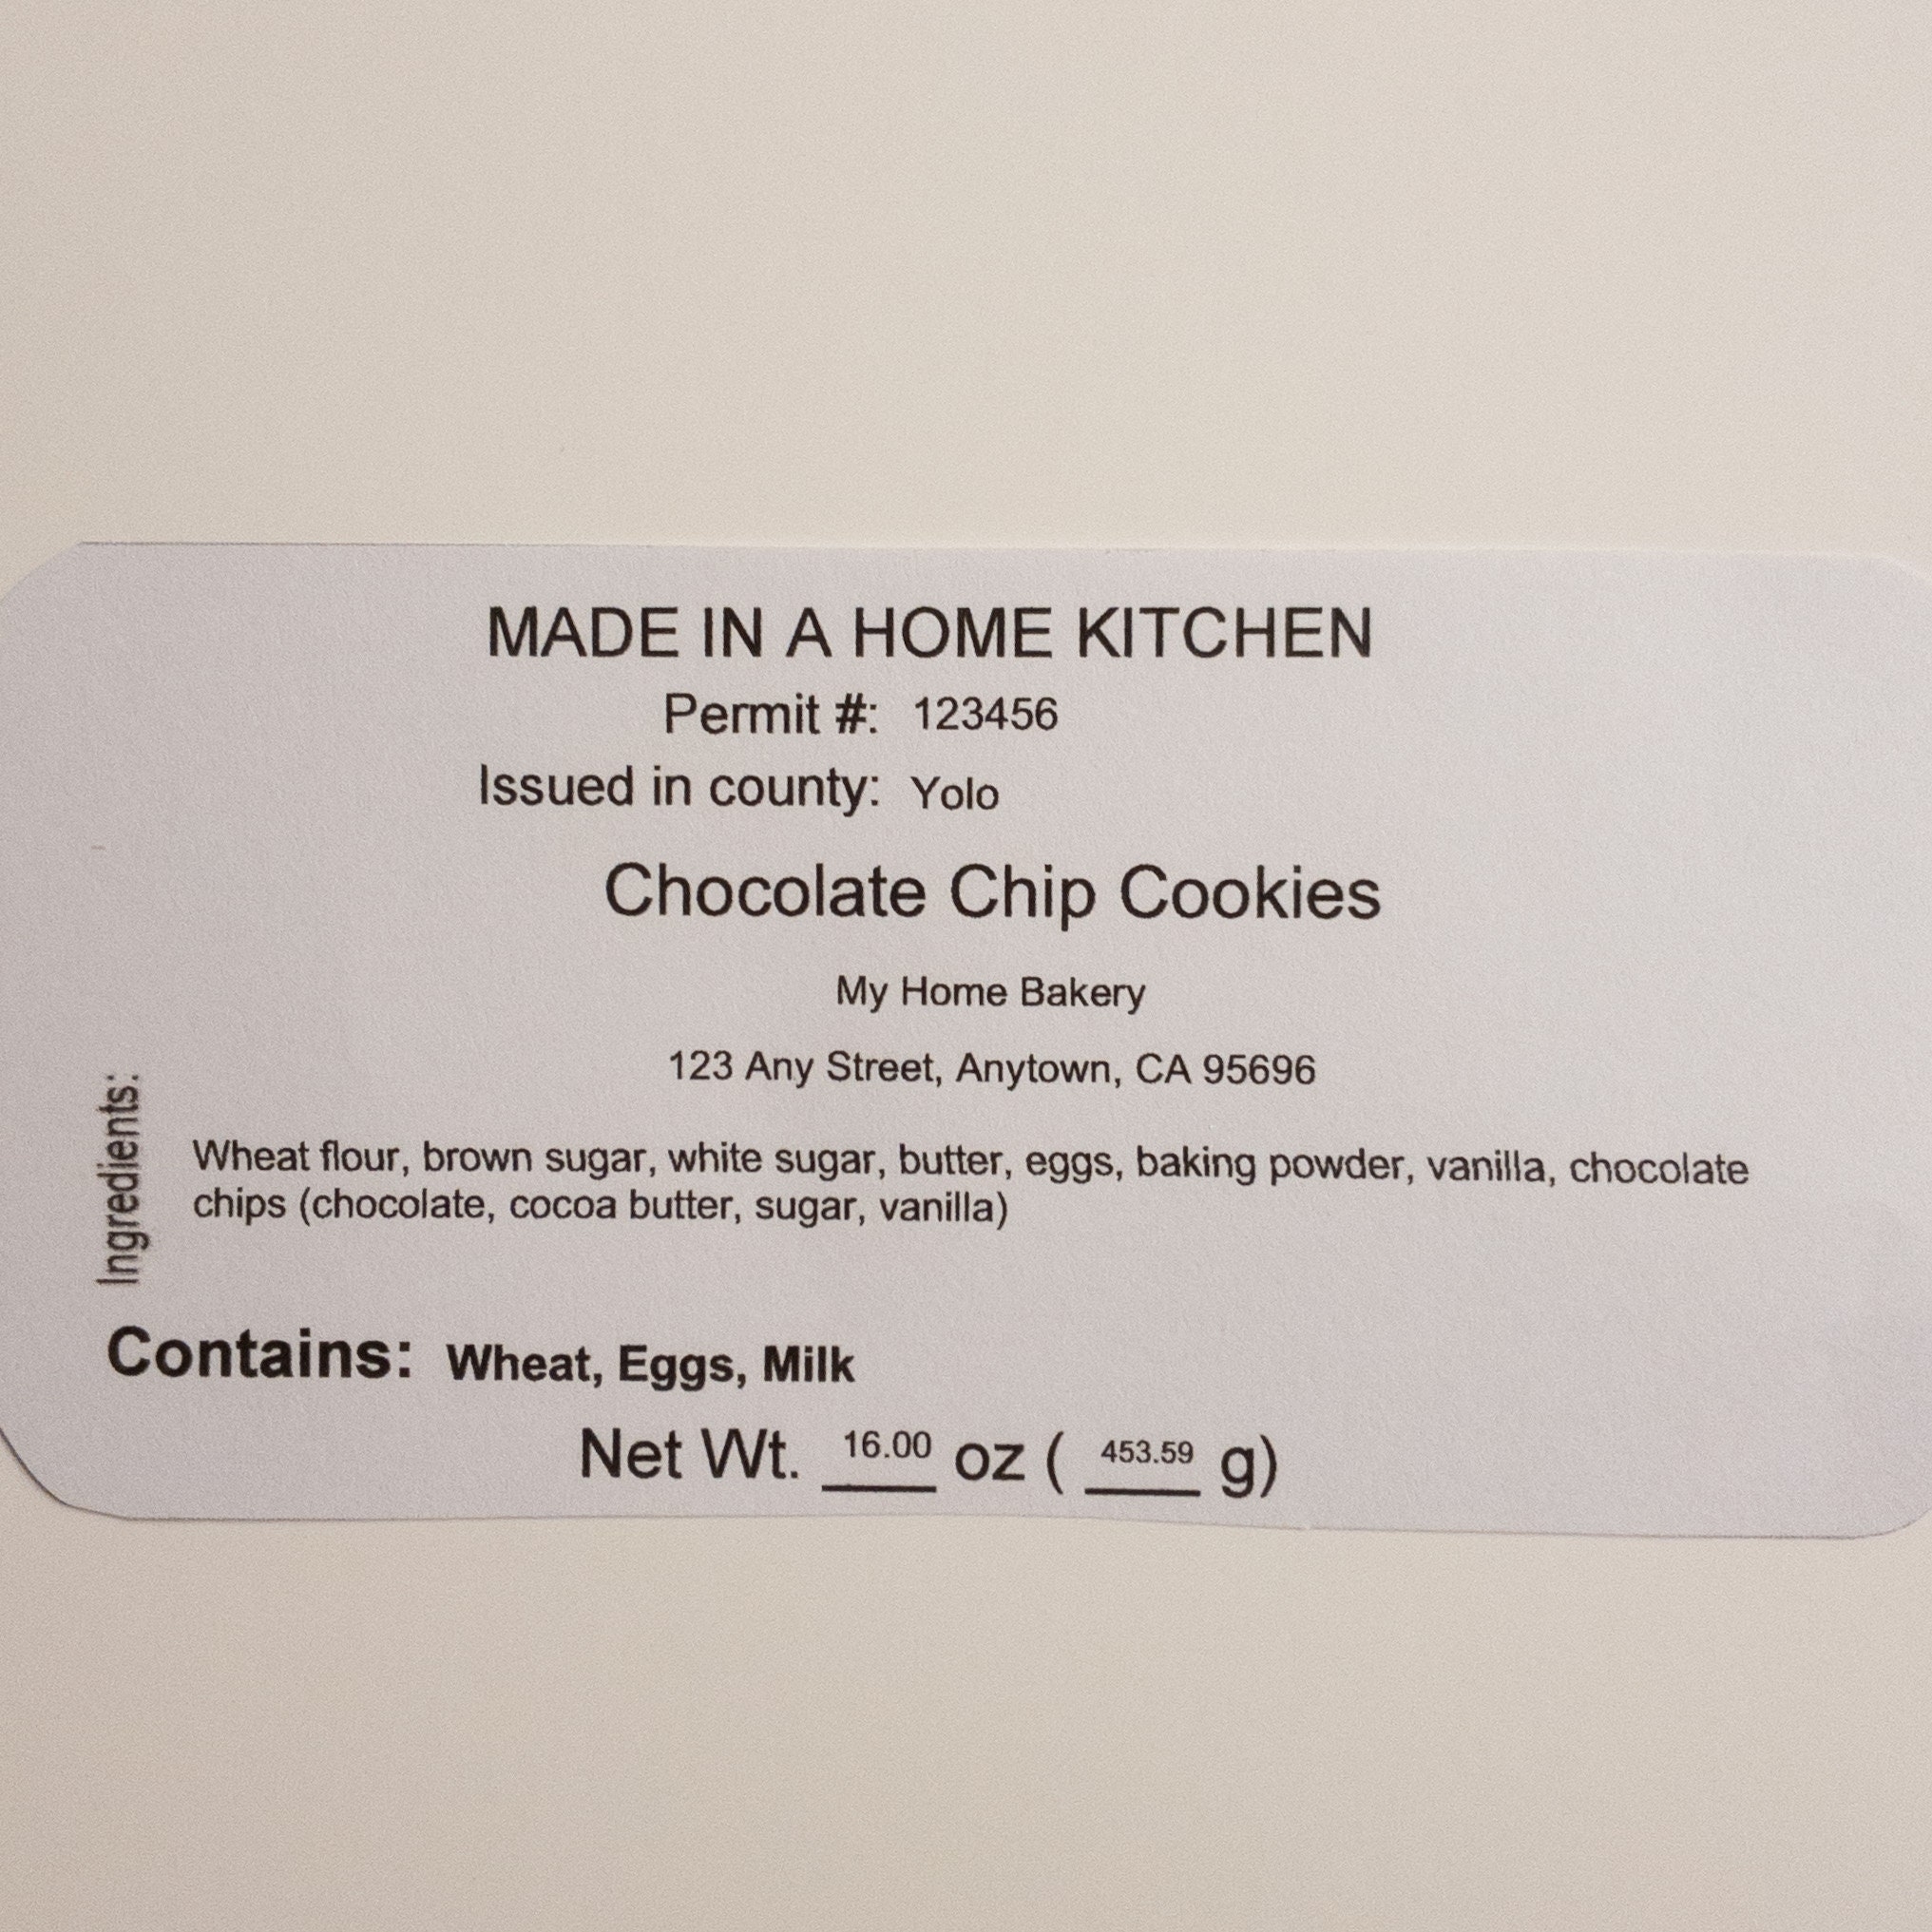 MADE IN A HOME KITCHEN
Permit #: 123456
Issued in county: Yolo
Chocolate Chip Cookies
My Home Bakery
123 Any Street, Anytown, CA 95696
Ingredients:
Wheat flour, brown sugar, white sugar, butter, eggs, baking powder, vanilla, chocolate
chips (chocolate, cocoa butter, sugar, vanilla)
Contains: Wheat, Eggs, Milk
Net Wt. 16.00 oz ( 453.59 g)